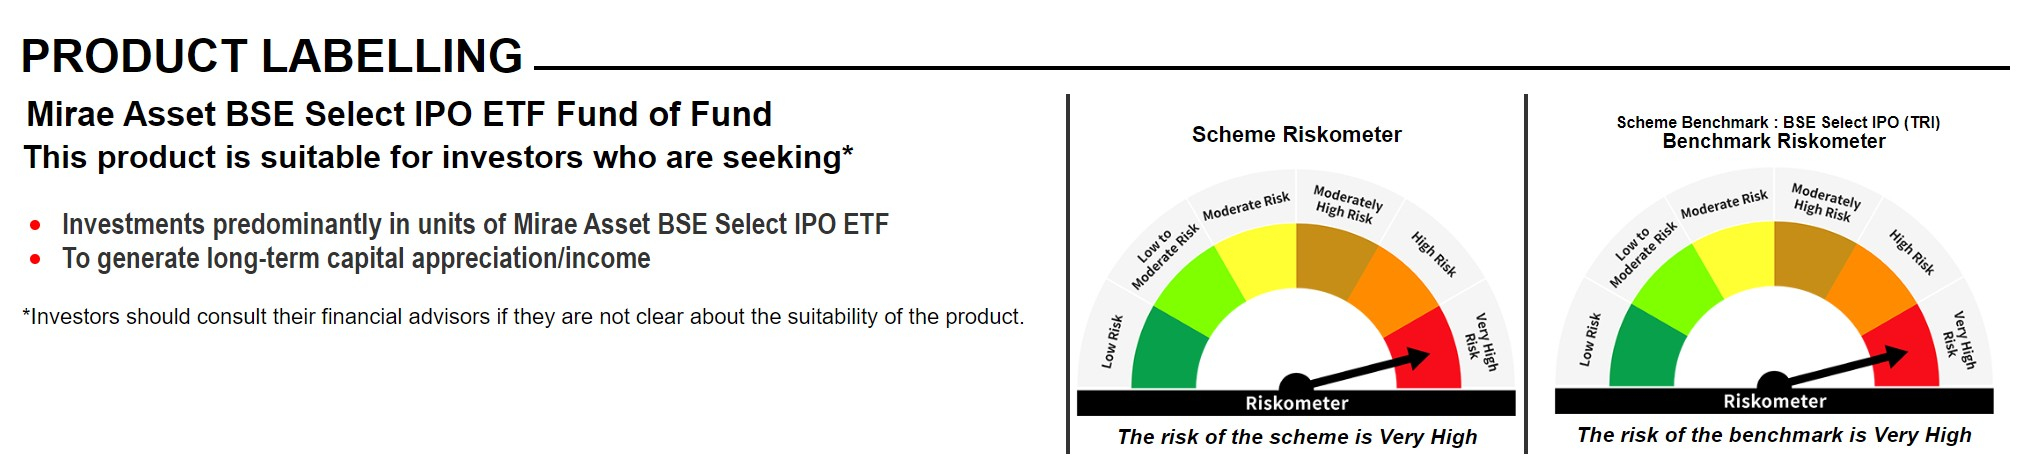 PRODUCT LABELLING
Mirae Asset BSE Select IPO ETF Fund of Fund
This product is suitable for investors who are seeking*
• Investments predominantly in units of Mirae Asset BSE Select IPO ETF
• To generate long-term capital appreciation/income
*Investors should consult their financial advisors if they are not clear about the suitability of the product.
Scheme Riskometer
Low Risk
Low to
Moderate Risk
Moderate Risk
Moderately
High Risk
High Risk
Very High
Risk
Riskometer
The risk of the scheme is Very High
Scheme Benchmark : BSE Select IPO (TRI)
Benchmark Riskometer
Low Risk
Low to
Moderate Risk
Moderate Risk
Moderately
High Risk
High Risk
Very High
Risk
Riskometer
The risk of the benchmark is Very High